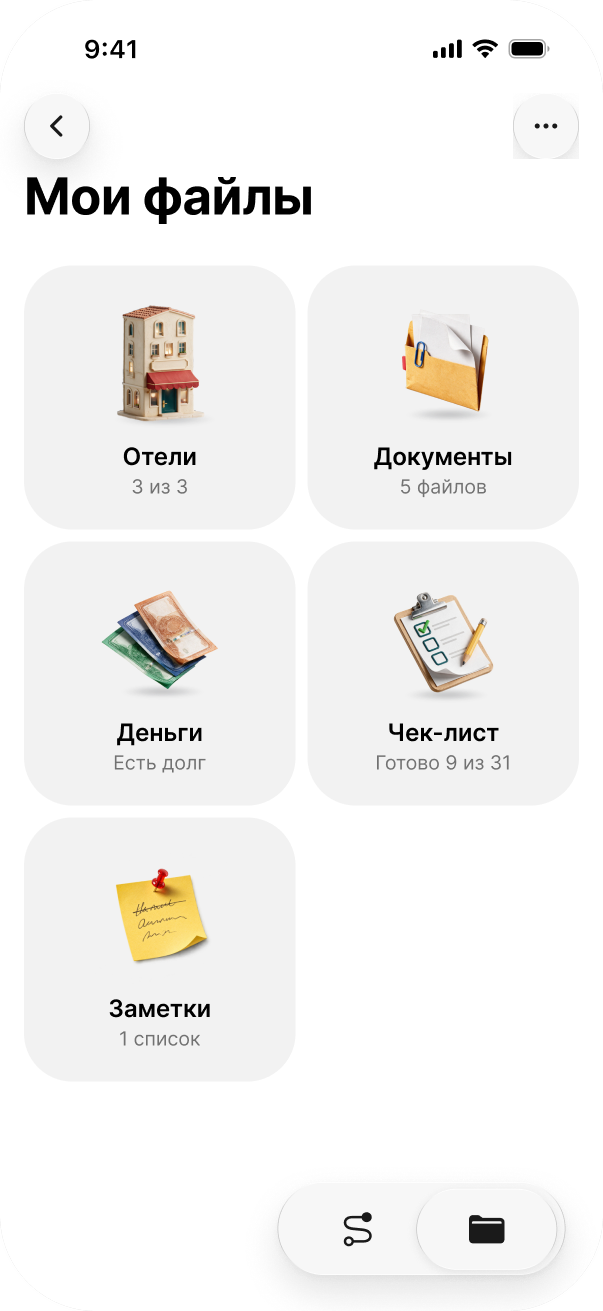 9:41
Мои файлы
Отели
3 из 3
Документы
5 файлов
Деньги
Есть долг
Чек-лист
Готово 9 из 31
Заметки
1 список